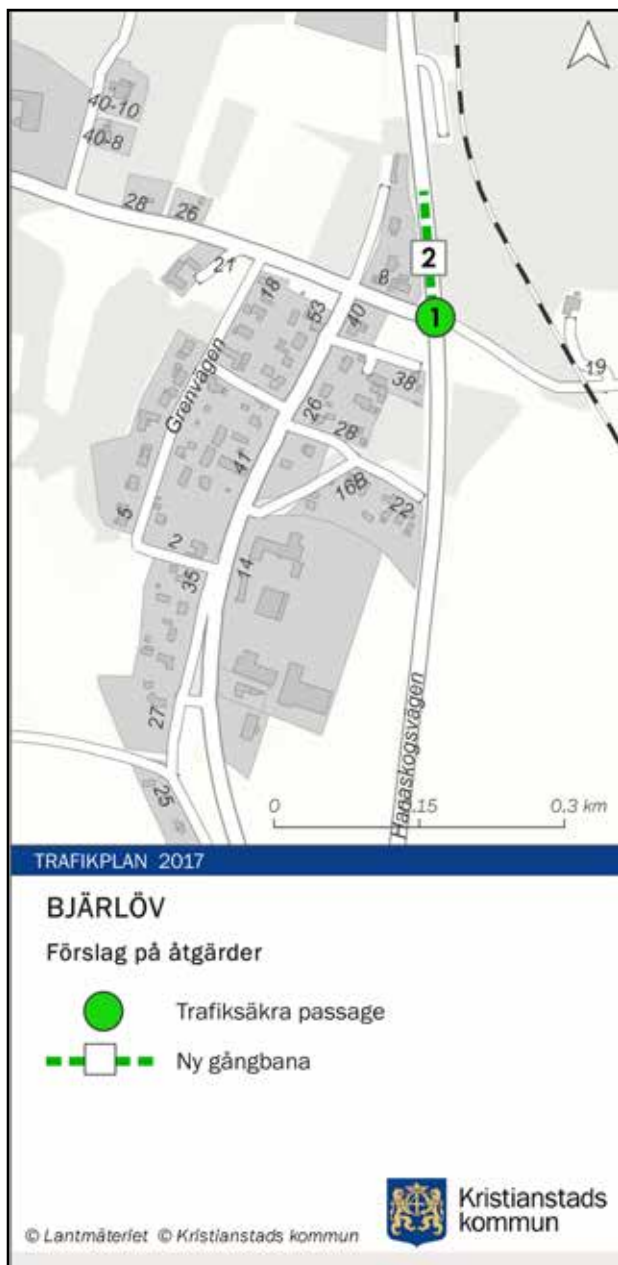 40-10
40-8
28
26
21
18
53
8
2
1
40
19
38
Grenvägen
26
28
41
16B
22
5
2
35
14
27
25
Hanaskogsvägen
0 0.15 0.3 km
TRAFIKPLAN 2017
BJÄRLÖV
Förslag på åtgärder
Trafiksäkra passage
Ny gångbana
Kristianstads
kommun
© Lantmäteriet © Kristianstads kommun